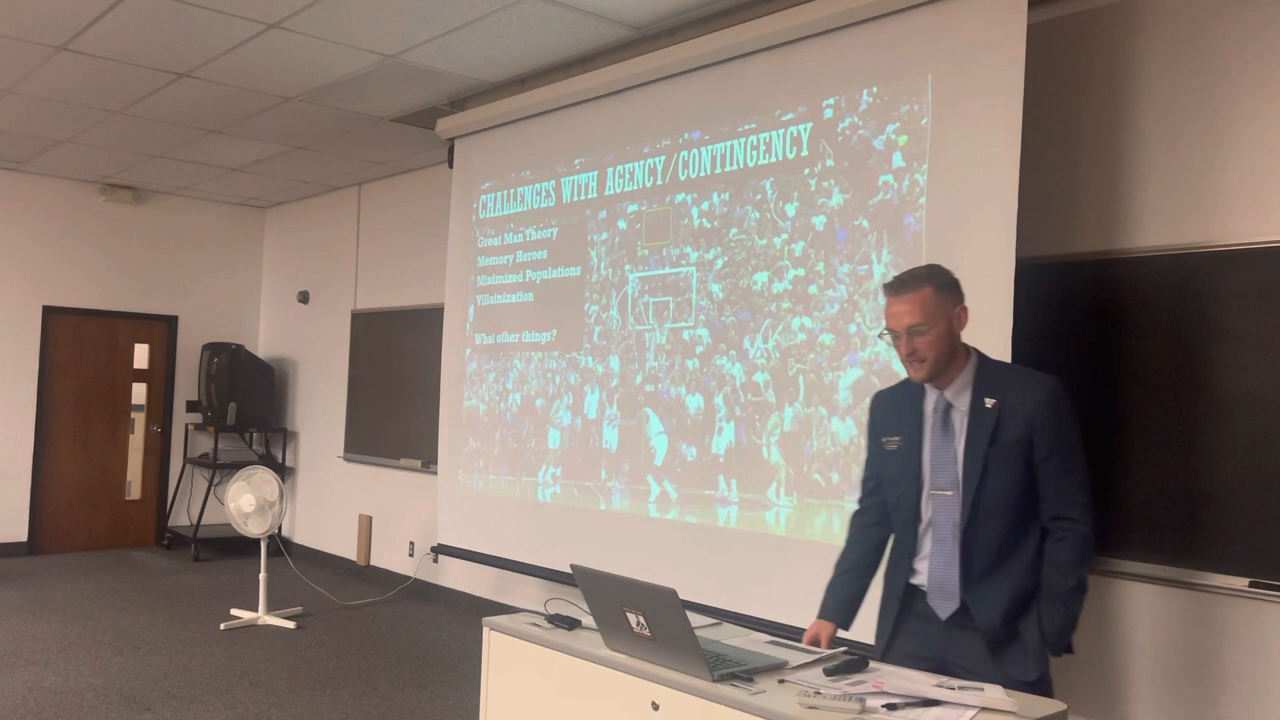 CHALLENGES WITH AGENCY/CONTINGENCY
Great Man Theory
Memory Heroes
Minimized Populations
Villainization
What other things?